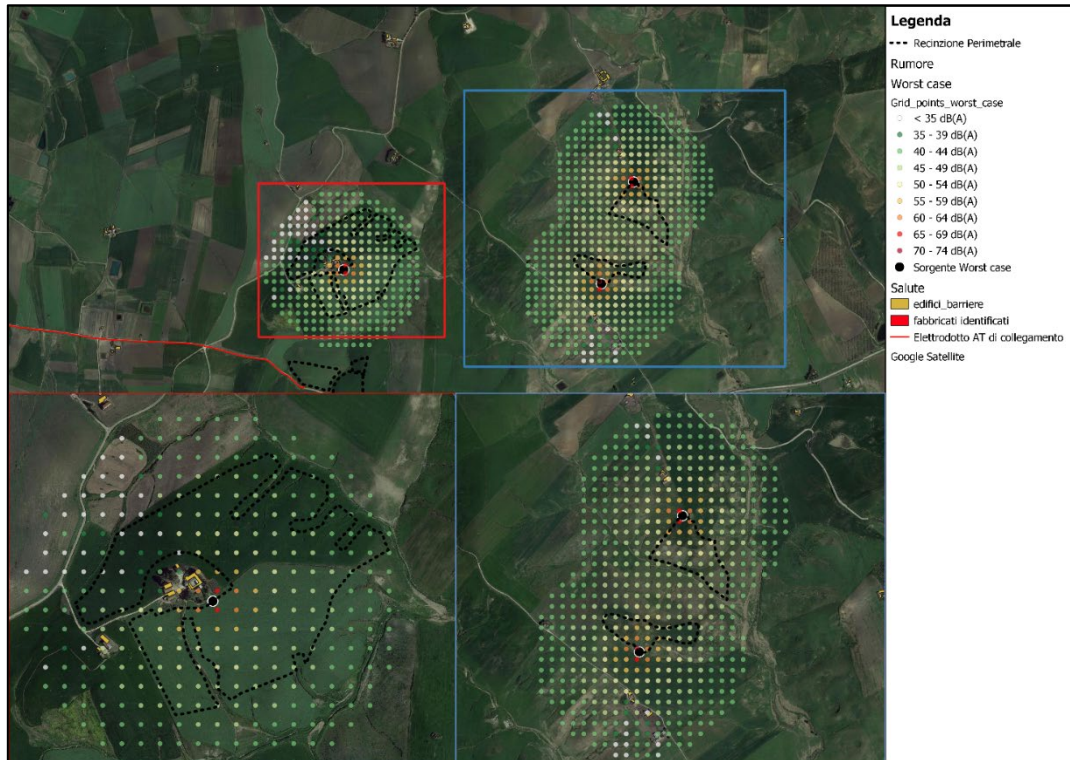 Legenda
Recinzione Perimetrale
Rumore
Worst case
Grid_points_worst_case
< 35 dB(A)
35 - 39 dB(A)
40 - 44 dB(A)
45 - 49 dB(A)
50 - 54 dB(A)
55 - 59 dB(A)
60 - 64 dB(A)
65 - 69 dB(A)
70 - 74 dB(A)
Sorgente Worst case
Salute
edifici_barriere
fabbricati identificati
Elettrodotto AT di collegamento
Google Satellite